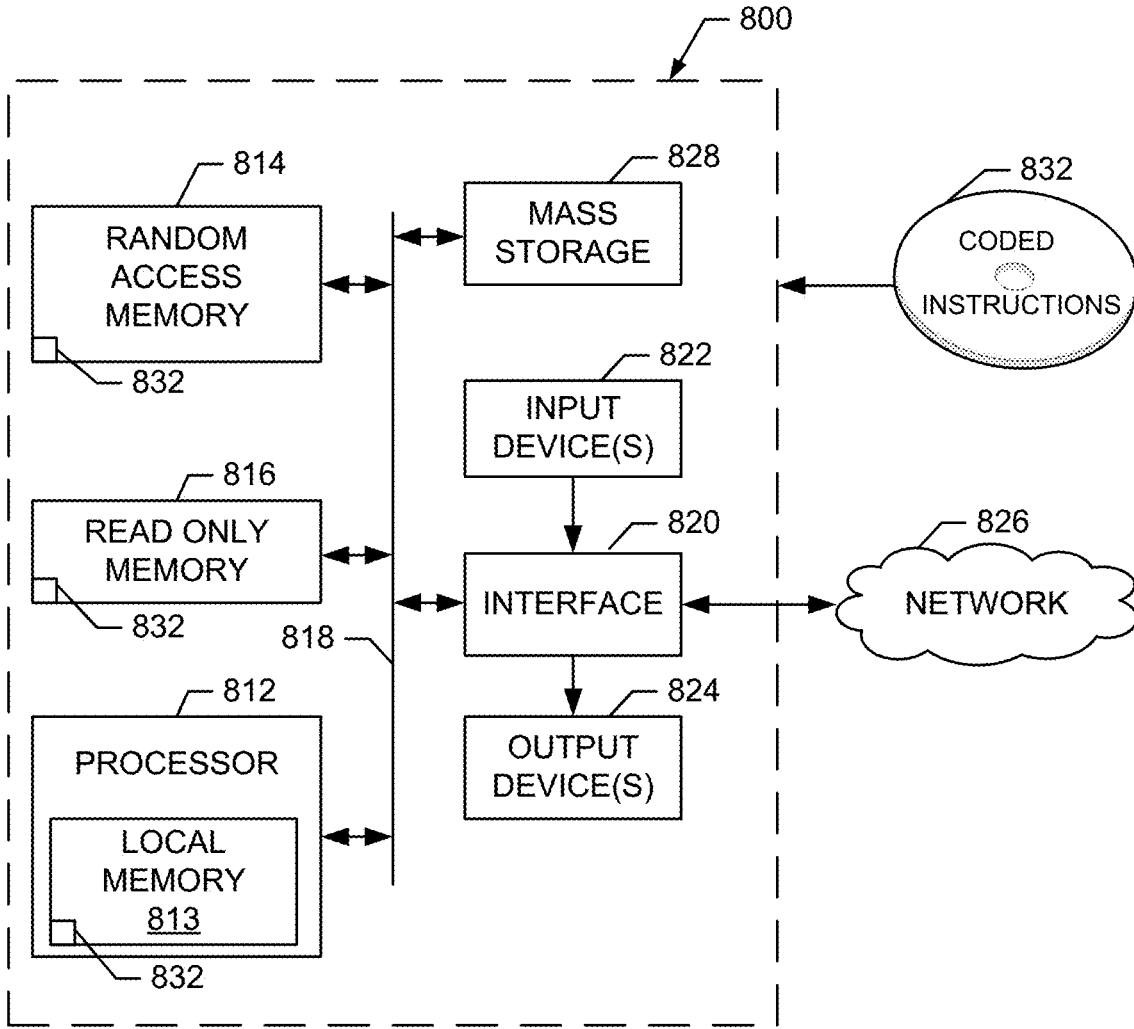 800
814
RANDOM
ACCESS
MEMORY
832
828
MASS
STORAGE
832
CODED
INSTRUCTIONS
822
INPUT
DEVICE(S)
816
READ ONLY
MEMORY
832
820
INTERFACE
826
NETWORK
818
812
PROCESSOR
LOCAL
MEMORY
813
832
824
OUTPUT
DEVICE(S)